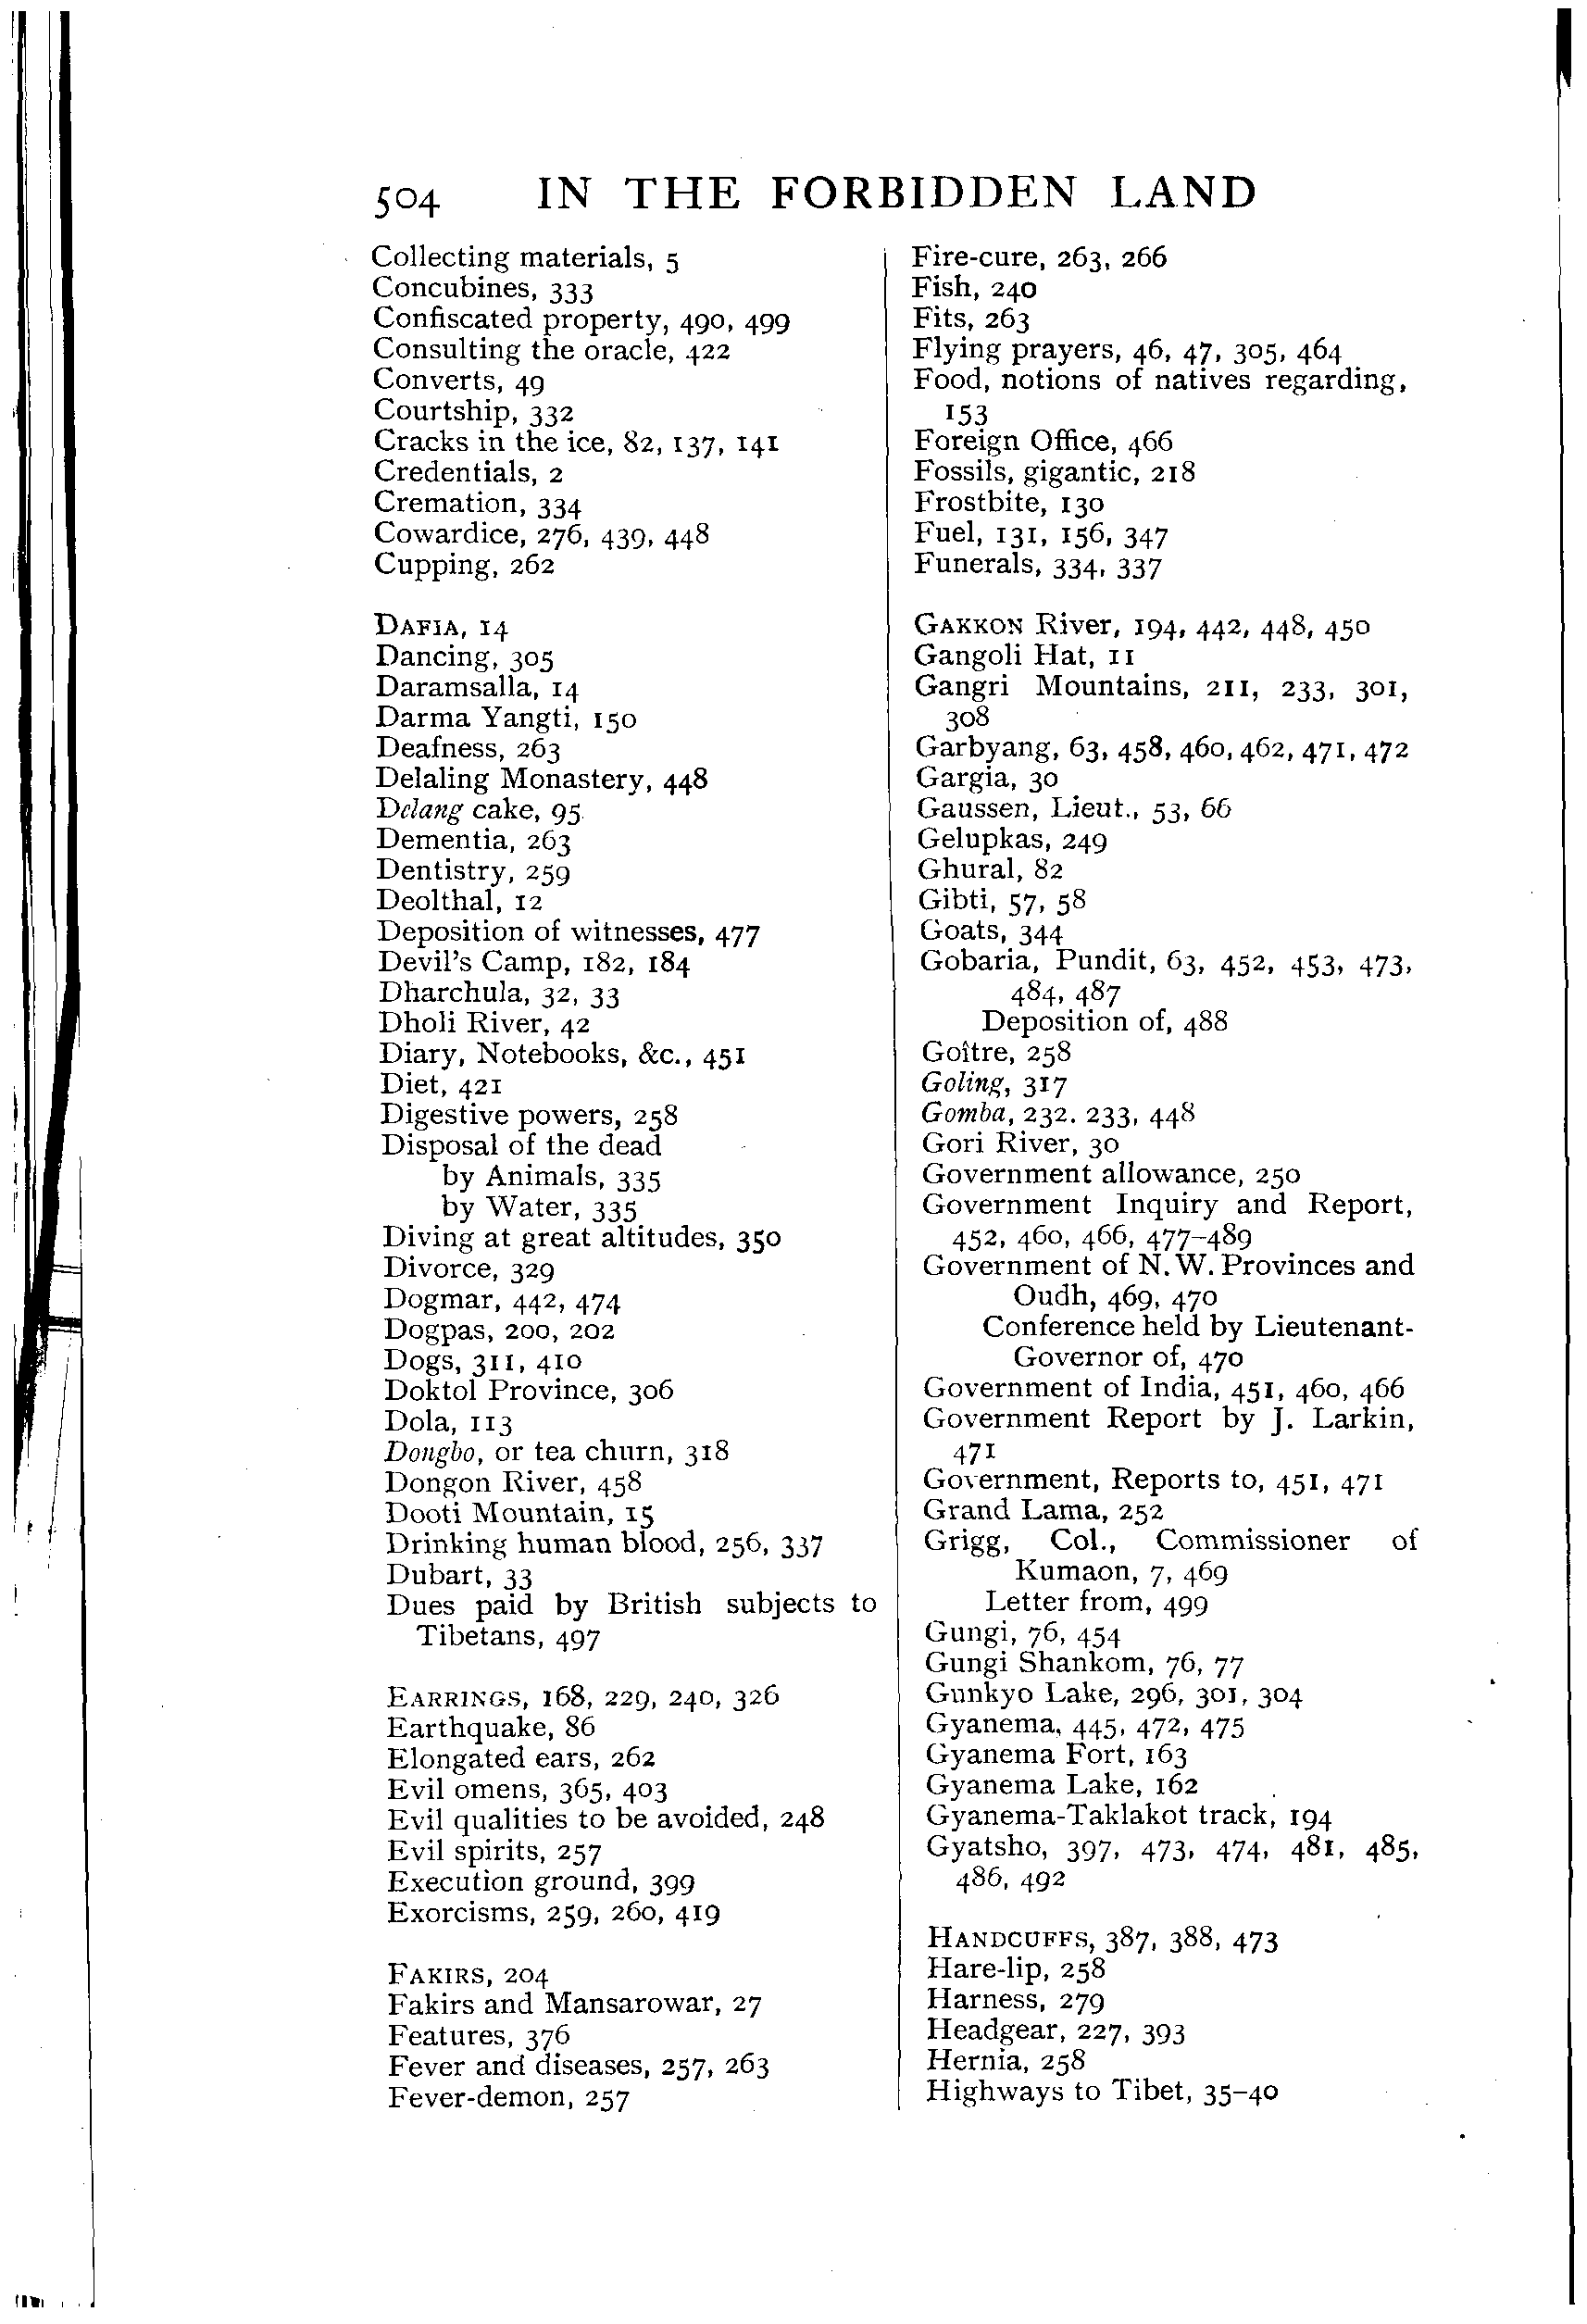 504 IN THE FORBIDDEN LAND
Collecting materials, 5
Concubines, 333
Confiscated property, 490, 499
Consulting the oracle, 422
Converts, 49
Courtship, 332
Cracks in the ice, 82, 137, 141
Credentials, 2
Cremation, 334
Cowardice, 276, 439, 448
Cupping, 262
DAFIA, 14
Dancing, 305
Daramsalla, 14
Darma Yangti, 150
Deafness, 263
Delaling Monastery, 448
Delang cake, 95
Dementia, 263
Dentistry, 259
Deolthal, 12
Deposition of witnesses, 477
Devil's Camp, 182, 184
Dharchula, 32, 33
Dholi River, 42
Diary, Notebooks, &c., 451
Diet, 421
Digestive powers, 258
Disposal of the dead
by Animals, 335
by Water, 335
Diving at great altitudes, 350
Divorce, 329
Dogmar, 442, 474
Dogpas, 200, 202
Dogs, 311, 410
Doktol Province, 306
Dola, 113
Dongbo, or tea churn, 318
Dongon River, 458
Dooti Mountain, 15
Drinking human blood, 256, 337
Dubart, 33
Dues paid by British subjects to
Tibetans, 497
EARRINGS, 168, 229, 240, 326
Earthquake, 86
Elongated ears, 262
Evil omens, 365, 403
Evil qualities to be avoided, 248
Evil spirits, 257
Execution ground, 399
Exorcisms, 259, 260, 419
FAKIRS, 204
Fakirs and Mansarowar, 27
Features, 376
Fever and diseases, 257, 263
Fever-demon, 257
Fire-cure, 263, 266
Fish, 240
Fits, 263
Flying prayers, 46, 47, 305, 464
Food, notions of natives regarding,
153
Foreign Office, 466
Fossils, gigantic, 218
Frostbite, 130
Fuel, 131, 156, 347
Funerals, 334, 337
GAKKON River, 194, 442, 448, 450
Gangoli Hat, 11
Gangri Mountains, 211, 233, 301,
308
Garbyang, 63, 458, 460, 462, 471, 472
Gargia, 30
Gaussen, Lieut., 53, 66
Gelupkas, 249
Ghural, 82
Gibti, 57, 58
Goats, 344
Gobaria, Pundit, 63, 452, 453, 473,
484, 487
Deposition of, 488
Goître, 258
Goling, 317
Gomba, 232. 233, 448
Gori River, 30
Government allowance, 250
Government Inquiry and Report,
452, 460, 466, 477–489
Government of N.W. Provinces and
Oudh, 469, 470
Conference held by Lieutenant-
Governor of, 470
Government of India, 451, 460, 466
Government Report by J. Larkin,
471
Government, Reports to, 451, 471
Grand Lama, 252
Grigg, Col., Commissioner of
Kumaon, 7, 469
Letter from, 499
Gungi, 76, 454
Gungi Shankom, 76, 77
Gunkyo Lake, 296, 301, 304
Gyanema, 445, 472, 475
Gyanema Fort, 163
Gyanema Lake, 162
Gyanema-Taklakot track, 194
Gyatsho, 397, 473, 474, 481, 485,
486, 492
HANDCUFFS, 387, 388, 473
Hare-lip, 258
Harness, 279
Headgear, 227, 393
Hernia, 258
Highways to Tibet, 35–40